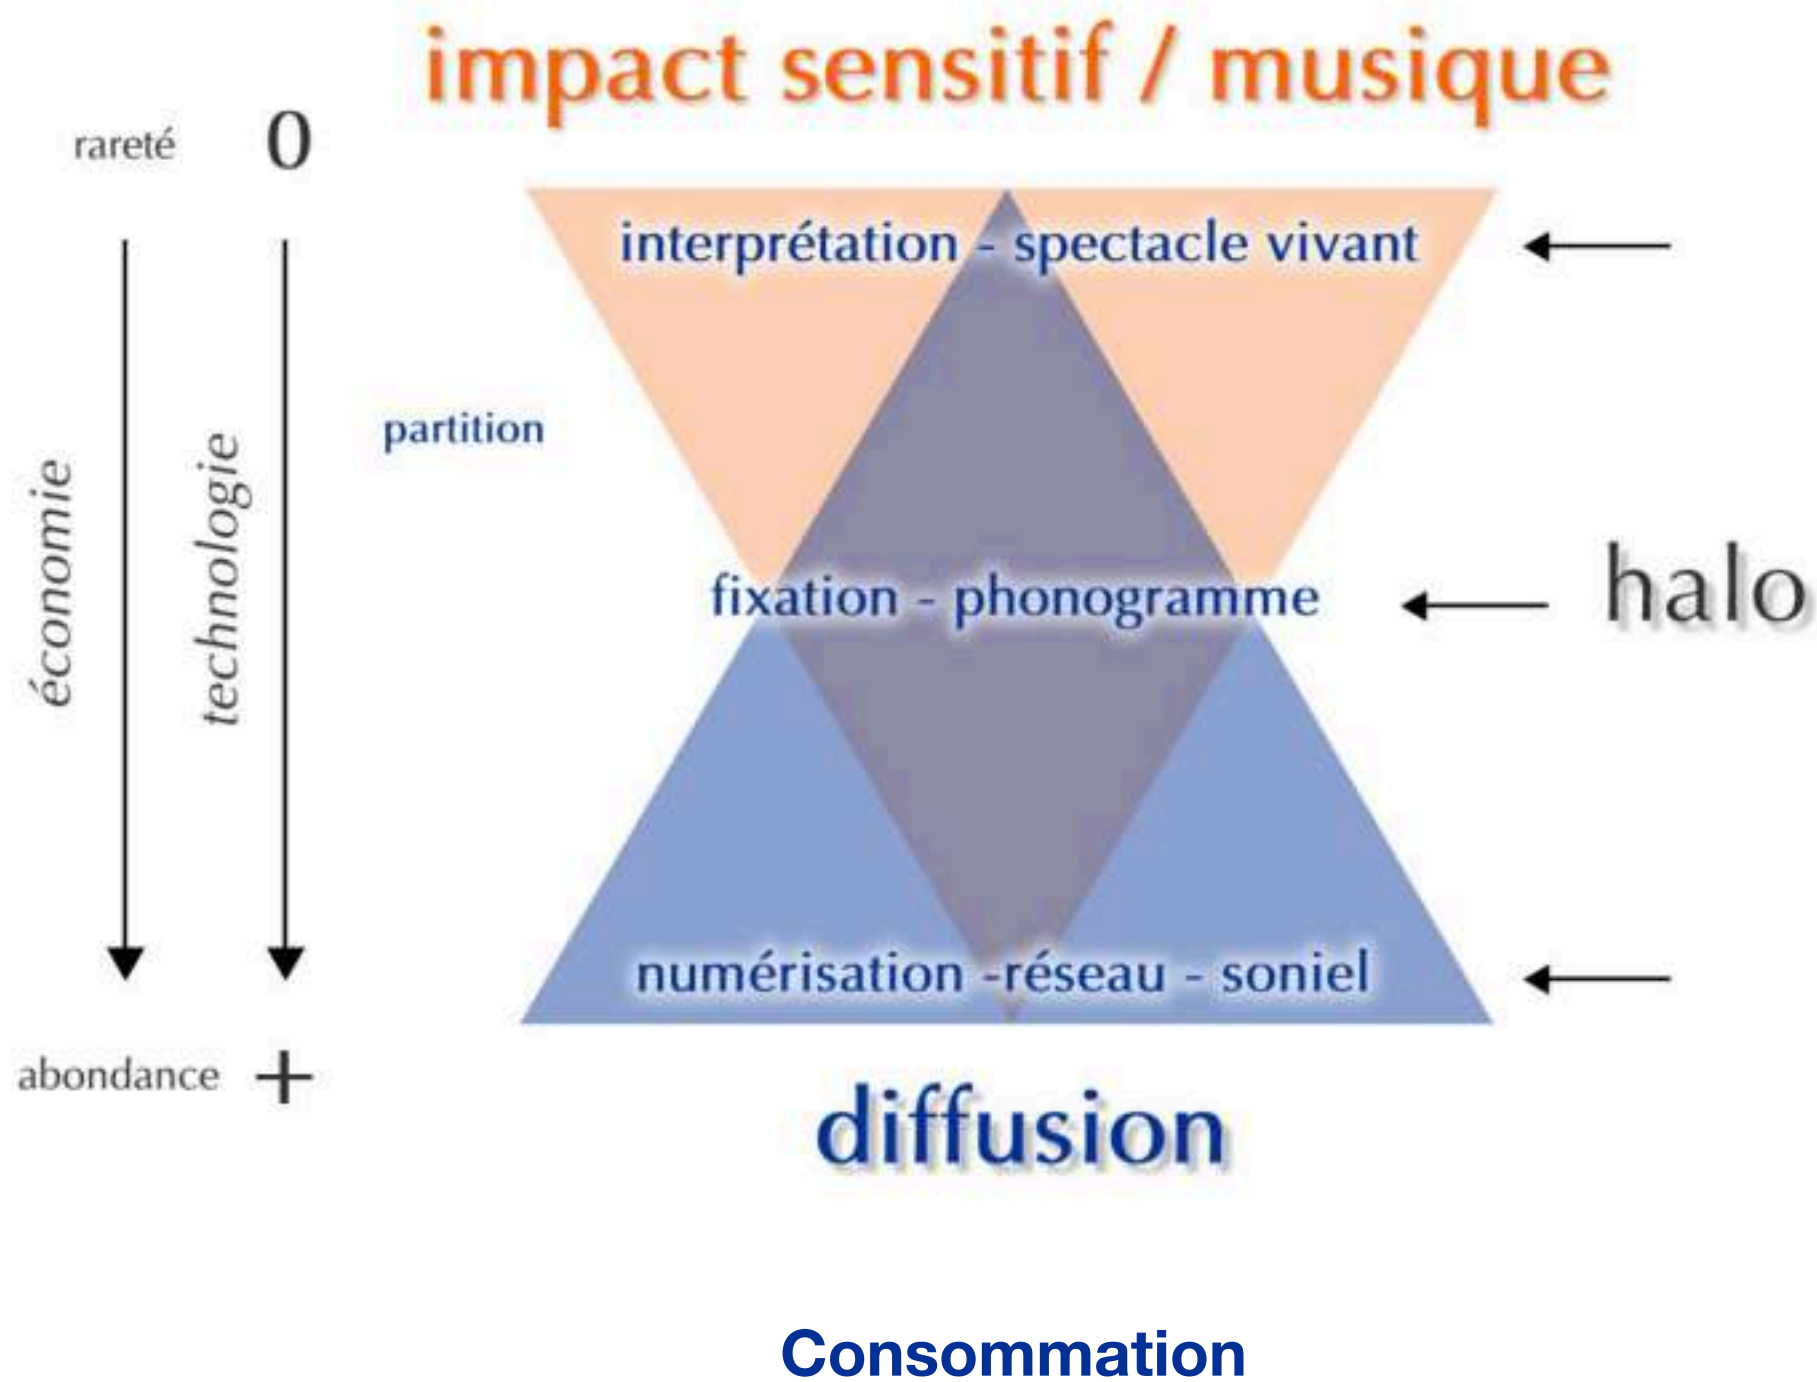 impact sensitif / musique
rareté 0
interprétation - spectacle vivant
partition
économie
technologie
fixation - phonogramme
halo
numérisation -réseau - soniel
abondance +
diffusion
Consommation